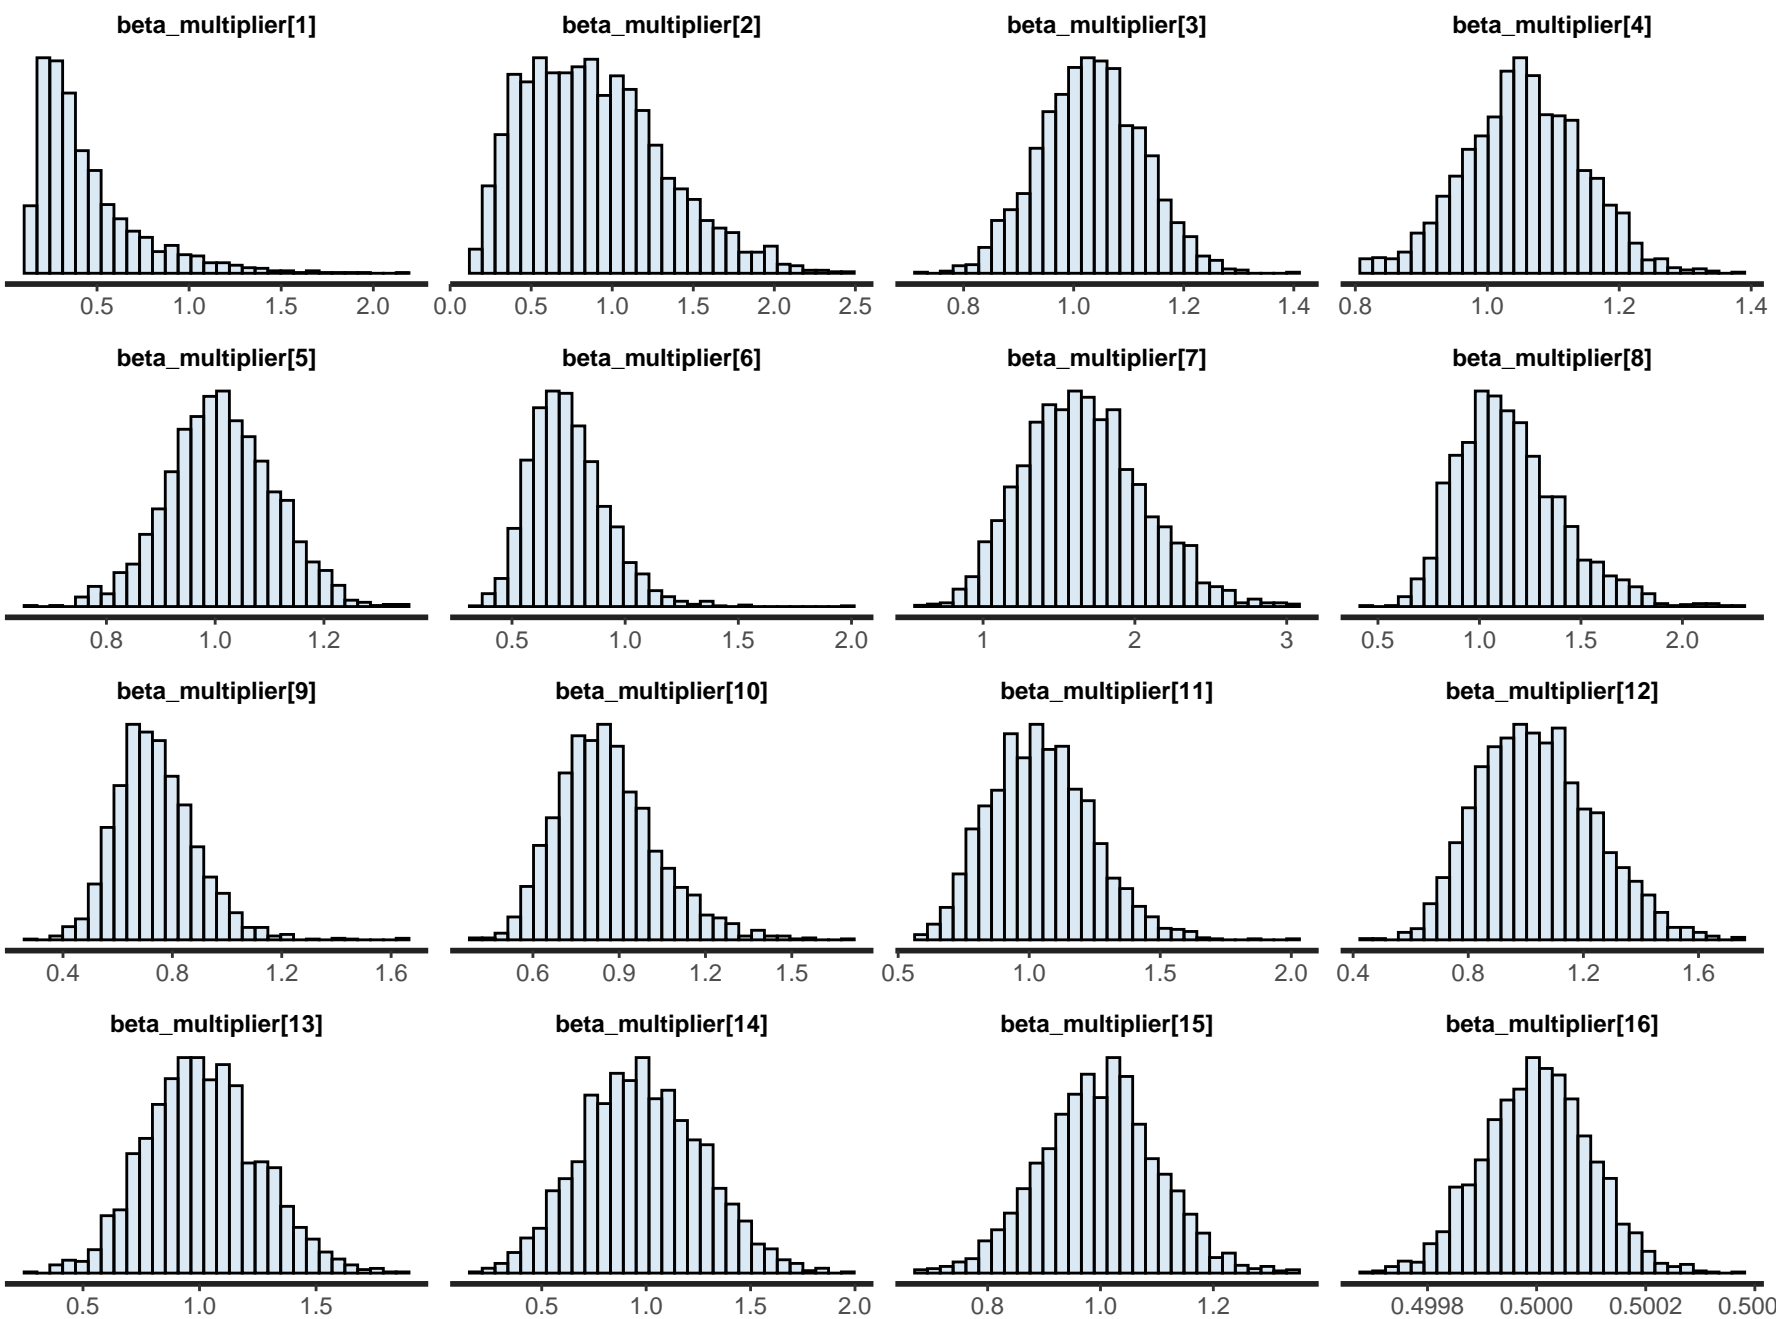 beta_multiplier[1] beta_multiplier[2] beta_multiplier[3] beta_multiplier[4]
0.5 1.0 1.5 2.0 0.0 0.5 1.0 1.5 2.0 2.5 0.8 1.0 1.2 1.4 0.8 1.0 1.2 1.4
beta_multiplier[5] beta_multiplier[6] beta_multiplier[7] beta_multiplier[8]
0.8 1.0 1.2 0.5 1.0 1.5 2.0 1 2 3 0.5 1.0 1.5 2.0
beta_multiplier[9] beta_multiplier[10] beta_multiplier[11] beta_multiplier[12]
0.4 0.8 1.2 1.6 0.6 0.9 1.2 1.5 0.5 1.0 1.5 2.0 0.4 0.8 1.2 1.6
beta_multiplier[13] beta_multiplier[14] beta_multiplier[15] beta_multiplier[16]
0.5 1.0 1.5 0.5 1.0 1.5 2.0 0.8 1.0 1.2 0.4998 0.5000 0.5002 0.500